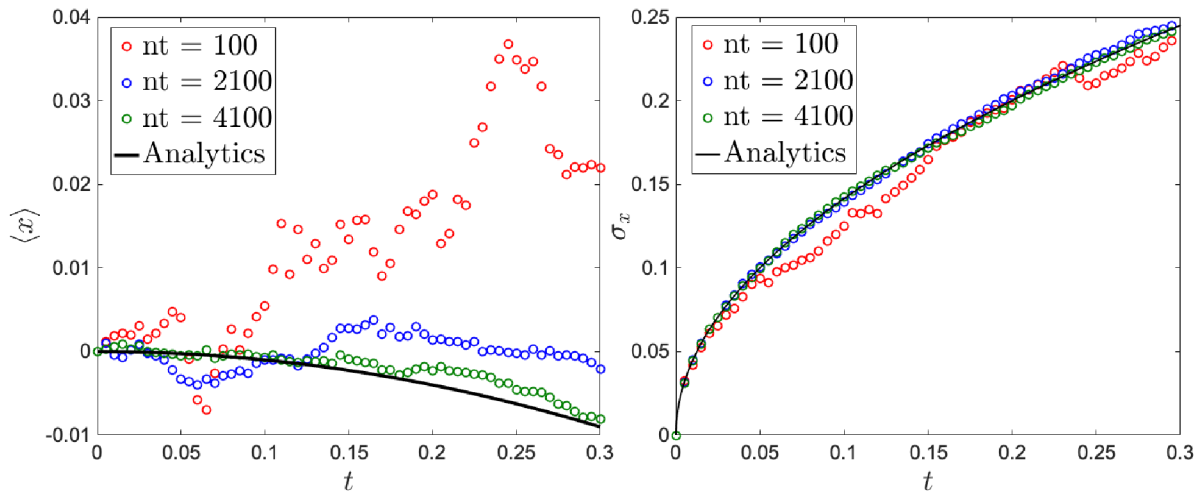 0.04
0.03
0.02
0.01
0
-0.01
⟨x⟩
nt = 100
nt = 2100
nt = 4100
Analytics
0 0.05 0.1 0.15 0.2 0.25 0.3
t
0.25
0.2
0.15
0.1
0.05
0
σx
nt = 100
nt = 2100
nt = 4100
Analytics
0 0.05 0.1 0.15 0.2 0.25 0.3
t